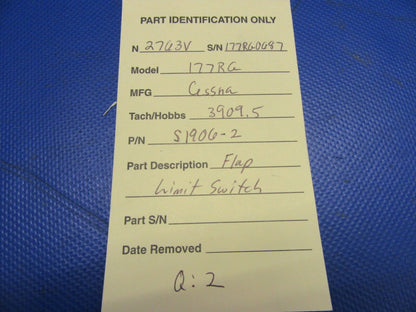 PART IDENTIFICATION ONLY
N 2763V S/N 177RG0687
Model 177RG
MFG Cessna
Tach/Hobbs 3909.5
P/N S1906-2
Part Description Flap
Limit Switch
Part S/N
Date Removed
Q: 2